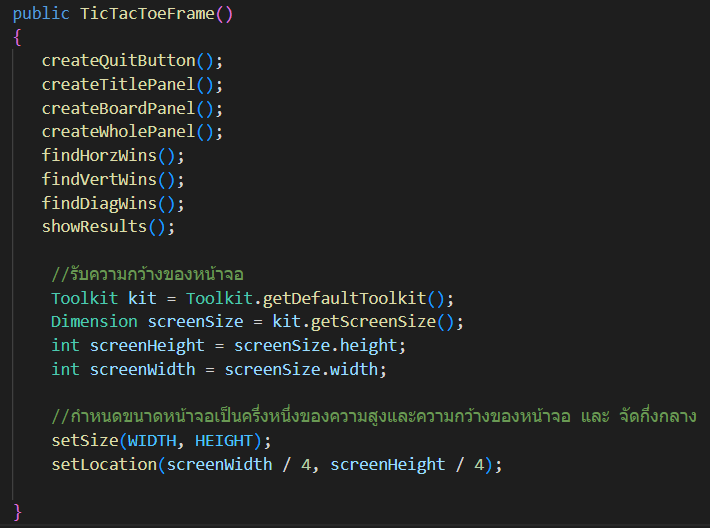 public TicTacToeFrame()
{
createQuitButton();
createTitlePanel();
createBoardPanel();
createWholePanel();
findHorzWins();
findVertWins();
findDiagWins();
showResults();
//รับความกว้างของหน้าจอ
Toolkit kit = Toolkit.getDefaultToolkit();
Dimension screenSize = kit.getScreenSize();
int screenHeight = screenSize.height;
int screenWidth = screenSize.width;
//กำหนดขนาดหน้าจอเป็นครึ่งหนึ่งของความสูงและความกว้างของหน้าจอ และ จัดกึ่งกลาง
setSize(WIDTH, HEIGHT);
setLocation(screenWidth / 4, screenHeight / 4);
}